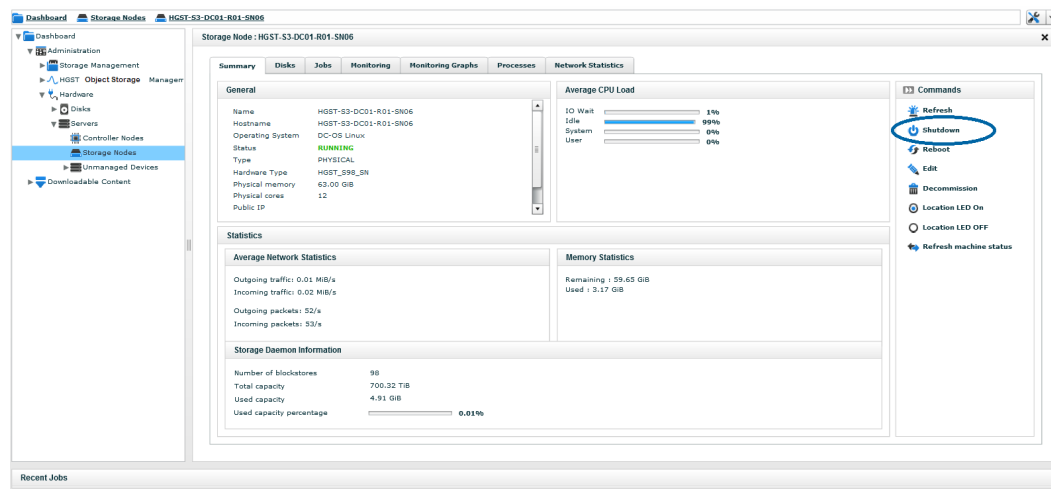 Dashboard Storage Nodes HGST-S3-DC01-R01-SN06
Dashboard
Administration
Storage Management
HGST Object Storage Managem
Hardware
Disks
Servers
Controller Nodes
Storage Nodes
Unmanaged Devices
Downloadable Content
Storage Node : HGST-S3-DC01-R01-SN06
Summary Disks Jobs Monitoring Monitoring Graphs Processes Network Statistics
General
Name HGST-S3-DC01-R01-SN06
Hostname HGST-S3-DC01-R01-SN06
Operating System DC-OS Linux
Status RUNNING
Type PHYSICAL
Hardware Type HGST_S98_SN
Physical memory 63.00 GiB
Physical cores 12
Public IP
Average CPU Load
IO Wait 1%
Idle 99%
System 0%
User 0%
Statistics
Average Network Statistics
Outgoing traffic: 0.01 MiB/s
Incoming traffic: 0.02 MiB/s
Outgoing packets: 52/s
Incoming packets: 53/s
Memory Statistics
Remaining : 59.65 GiB
Used : 3.17 GiB
Storage Daemon Information
Number of blockstores 98
Total capacity 700.32 TiB
Used capacity 4.91 GiB
Used capacity percentage 0.01%
Commands
Refresh
Shutdown
Reboot
Edit
Decommission
Location LED On
Location LED OFF
Refresh machine status
Recent Jobs